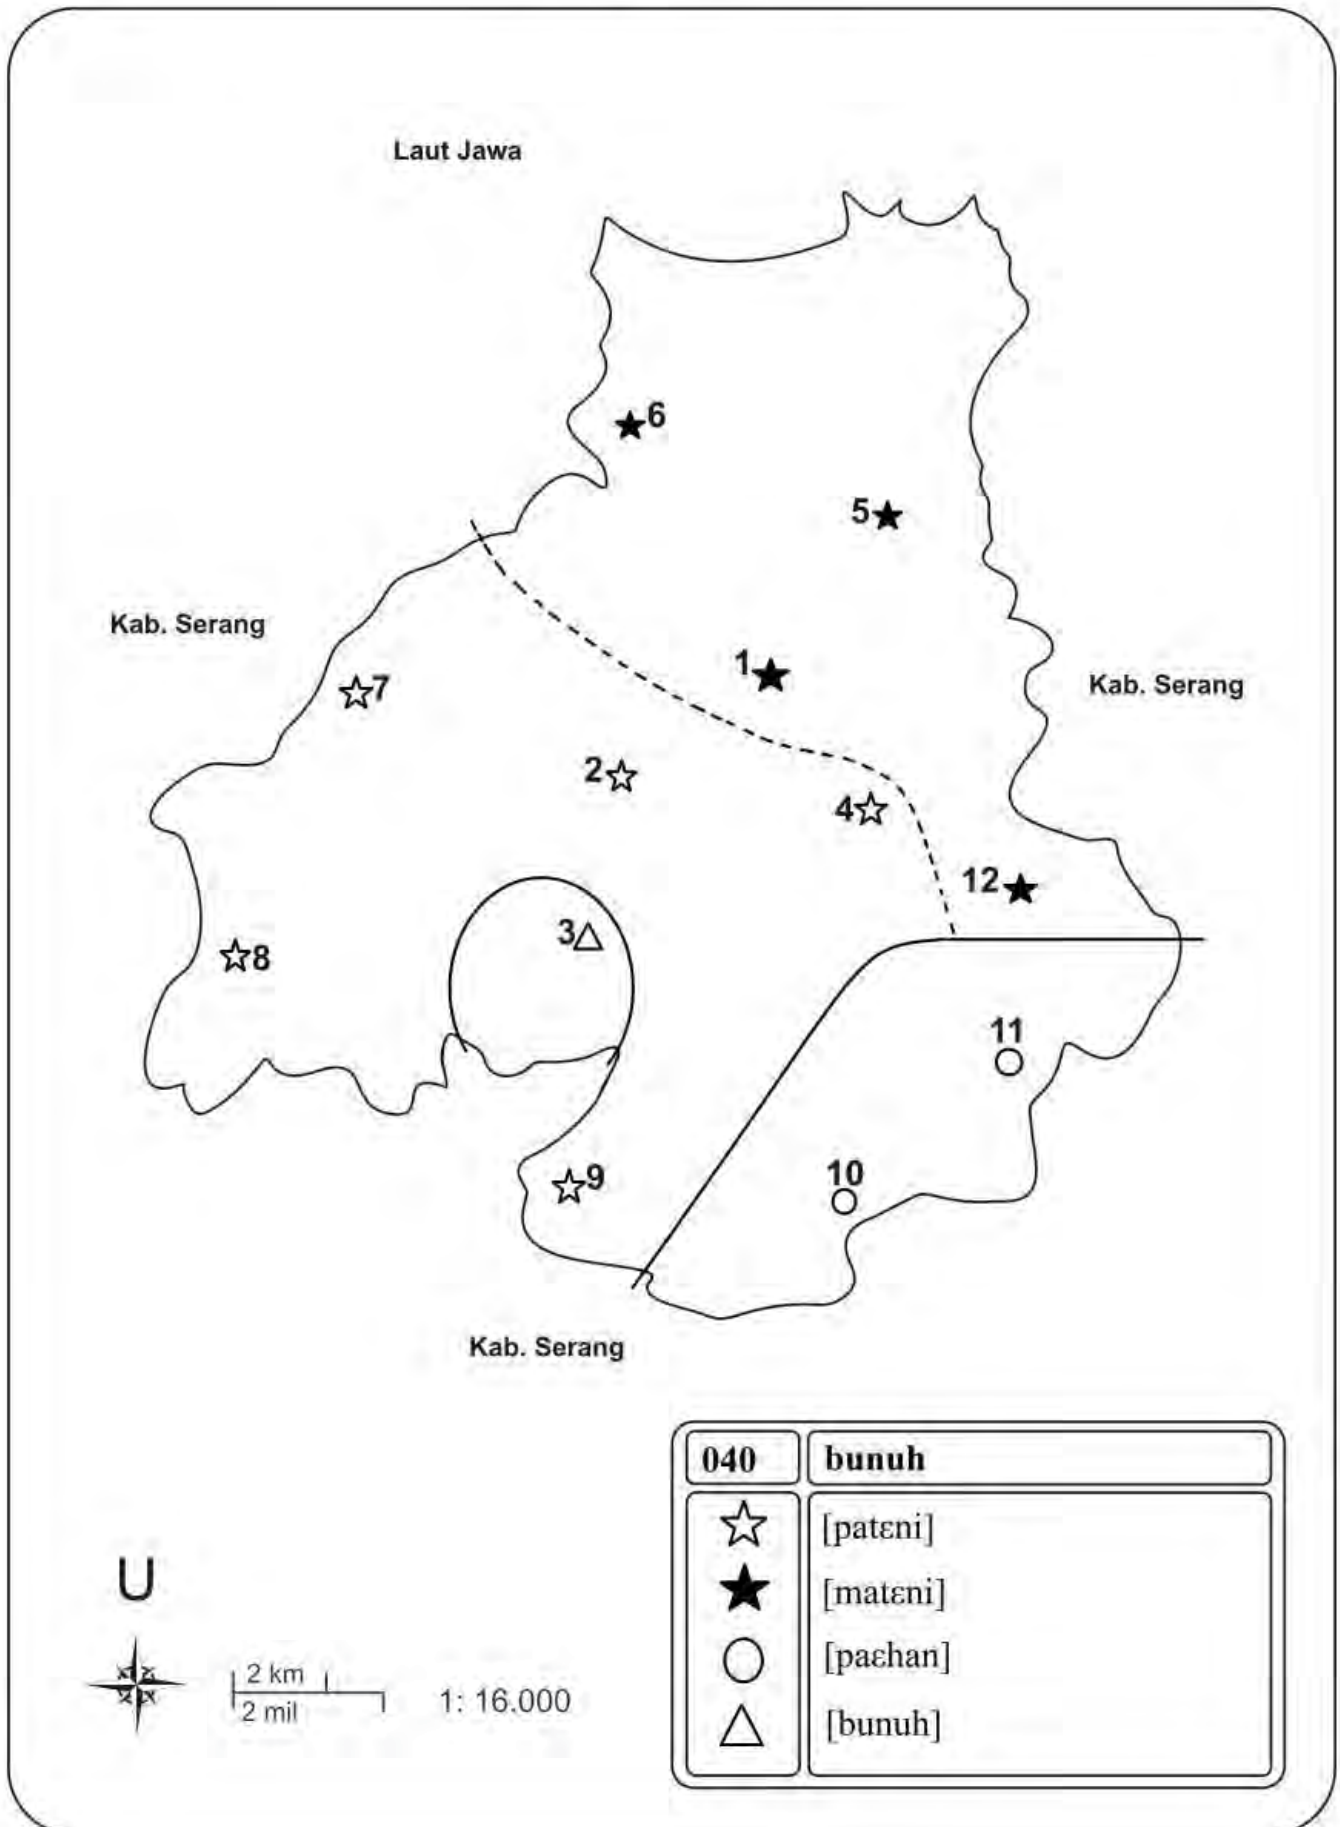 Laut Jawa
6
5
Kab. Serang
1
7
Kab. Serang
2
4
12
3
8
11
10
9
Kab. Serang
040 bunuh
[patɛni]
[matɛni]
[paɛhan]
[bunuh]
U
2 km
2 mil
1: 16.000